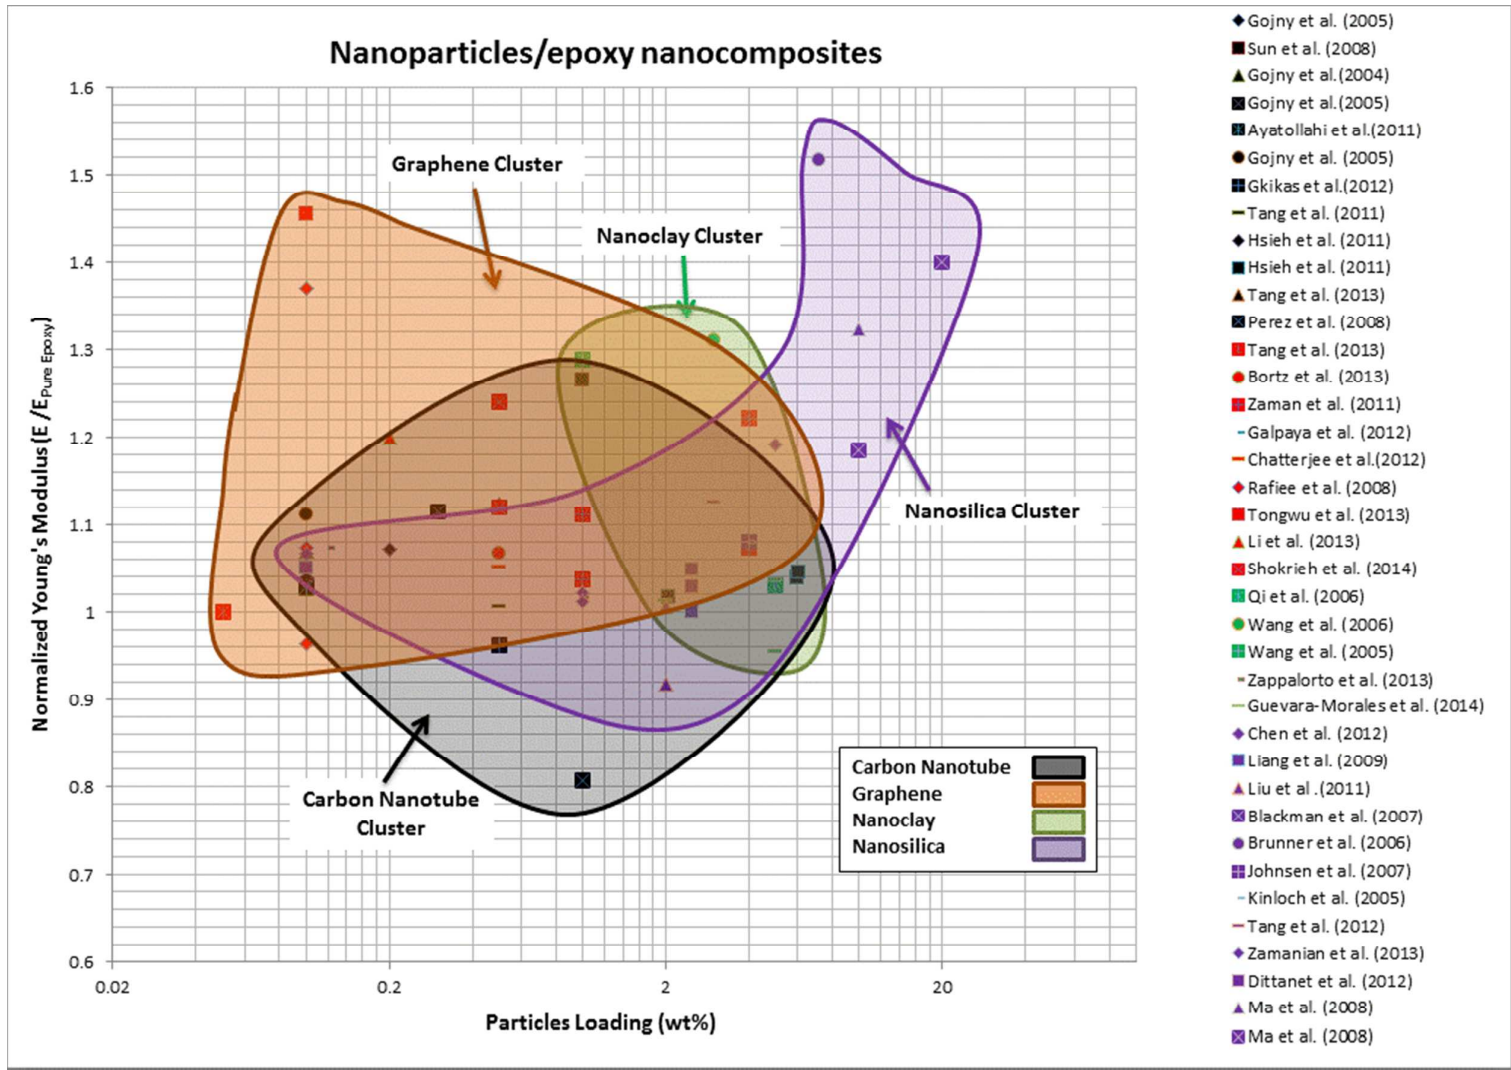 Nanoparticles/epoxy nanocomposites
Normalized Young's Modulus (E /E Pure Epoxy)
1.6
1.5
1.4
1.3
1.2
1.1
1
0.9
0.8
0.7
0.6
0.02
0.2
2
20
Particles Loading (wt%)
Graphene Cluster
Nanoclay Cluster
Nanosilica Cluster
Carbon Nanotube
Cluster
Carbon Nanotube
Graphene
Nanoclay
Nanosilica
Gojny et al. (2005)
Sun et al. (2008)
Gojny et al.(2004)
Gojny et al.(2005)
Ayatollahi et al.(2011)
Gojny et al. (2005)
Gkikas et al.(2012)
Tang et al. (2011)
Hsieh et al. (2011)
Hsieh et al. (2011)
Tang et al. (2013)
Perez et al. (2008)
Tang et al. (2013)
Bortz et al. (2013)
Zaman et al. (2011)
Galpaya et al. (2012)
Chatterjee et al.(2012)
Rafiee et al. (2008)
Tongwu et al. (2013)
Li et al. (2013)
Shokrieh et al. (2014)
Qi et al. (2006)
Wang et al. (2006)
Wang et al. (2005)
Zappalorto et al. (2013)
Guevara-Morales et al. (2014)
Chen et al. (2012)
Liang et al. (2009)
Liu et al .(2011)
Blackman et al. (2007)
Brunner et al. (2006)
Johnsen et al. (2007)
Kinloch et al. (2005)
Tang et al. (2012)
Zamanian et al. (2013)
Dittanet et al. (2012)
Ma et al. (2008)
Ma et al. (2008)